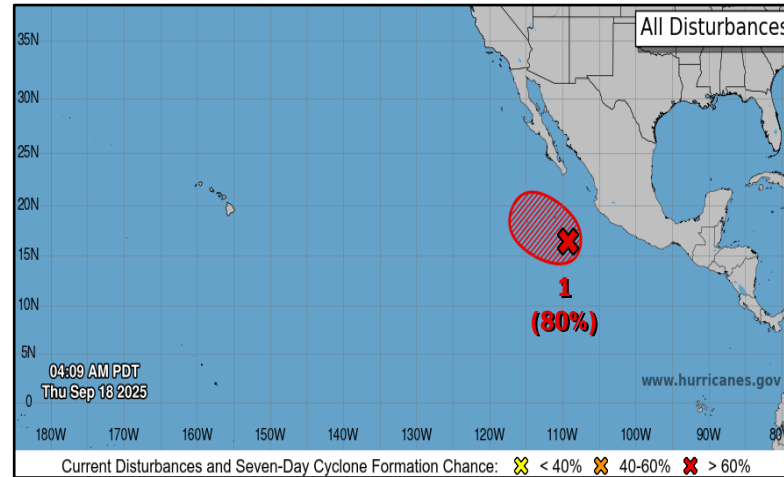 All Disturbances
35N
30N
25N
20N
15N
10N
5N
0
1
(80%)
04:09 AM PDT
Thu Sep 18 2025
www.hurricanes.gov
180W 170W 160W 150W 140W 130W 120W 110W 100W 90W 80W
Current Disturbances and Seven-Day Cyclone Formation Chance: < 40% 40-60% > 60%